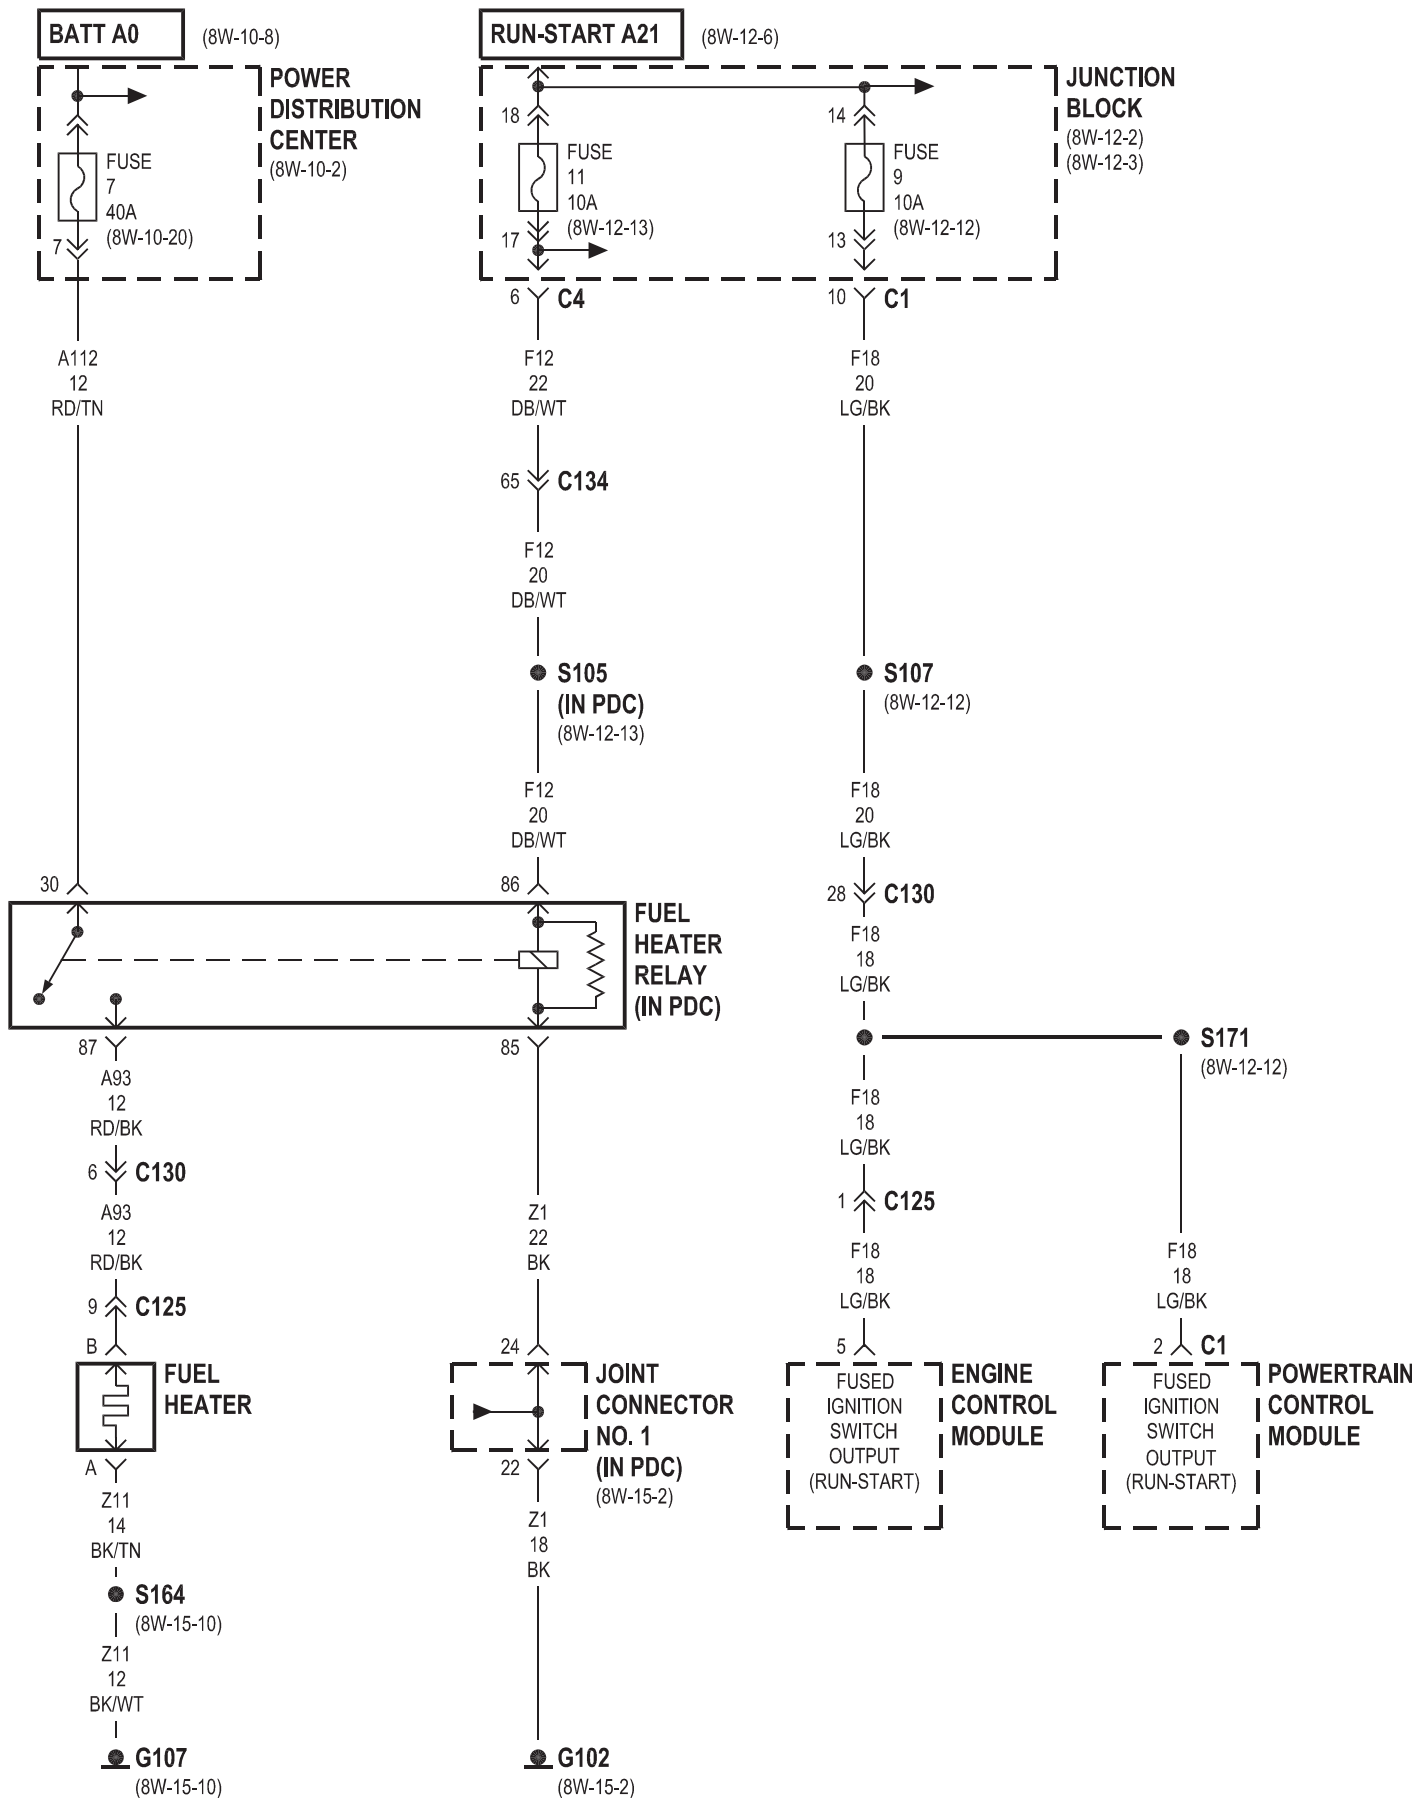 BATT A0
(8W-10-8)
RUN-START A21
(8W-12-6)
POWER
DISTRIBUTION
CENTER
(8W-10-2)
FUSE
7
40A
(8W-10-20)
7
JUNCTION
BLOCK
(8W-12-2)
(8W-12-3)
18
FUSE
11
10A
(8W-12-13)
17
14
FUSE
9
10A
(8W-12-12)
13
6
C4
10
C1
A112
12
RD/TN
F12
22
DB/WT
F18
20
LG/BK
65
C134
F12
20
DB/WT
S105
(IN PDC)
(8W-12-13)
S107
(8W-12-12)
F12
20
DB/WT
F18
20
LG/BK
30
86
28
C130
FUEL
HEATER
RELAY
(IN PDC)
F18
18
LG/BK
87
85
S171
(8W-12-12)
A93
12
RD/BK
F18
18
LG/BK
6
C130
1
C125
A93
12
RD/BK
Z1
22
BK
F18
18
LG/BK
F18
18
LG/BK
9
C125
B
24
5
2
C1
FUEL
HEATER
JOINT
CONNECTOR
NO. 1
(IN PDC)
(8W-15-2)
FUSED
IGNITION
SWITCH
OUTPUT
(RUN-START)
ENGINE
CONTROL
MODULE
FUSED
IGNITION
SWITCH
OUTPUT
(RUN-START)
POWERTRAIN
CONTROL
MODULE
A
22
Z11
14
BK/TN
Z1
18
BK
S164
(8W-15-10)
Z11
12
BK/WT
G107
(8W-15-10)
G102
(8W-15-2)